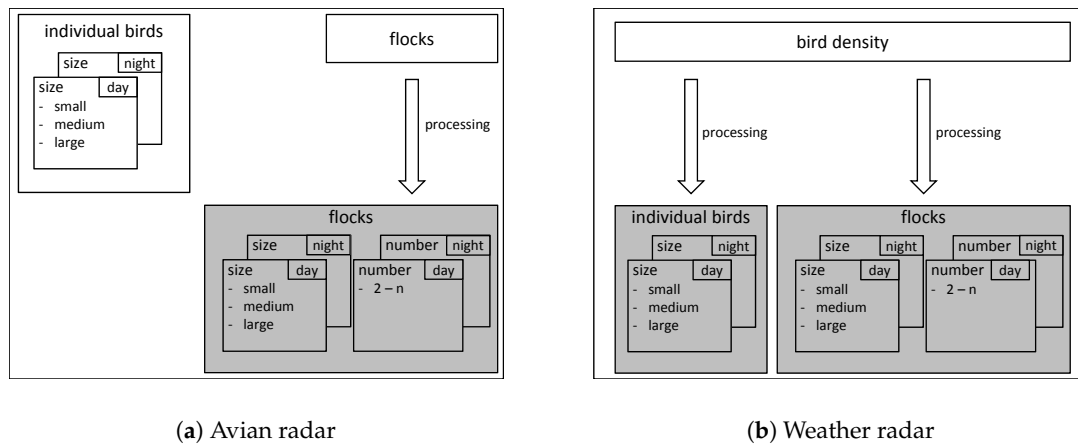 individual birds
size night
size day
- small
- medium
- large
flocks
processing
flocks
size night
number night
size day
- small
- medium
- large
number day
- 2 – n
(a) Avian radar
bird density
processing
processing
individual birds
size night
size day
- small
- medium
- large
flocks
size night
number night
size day
- small
- medium
- large
number day
- 2 – n
(b) Weather radar